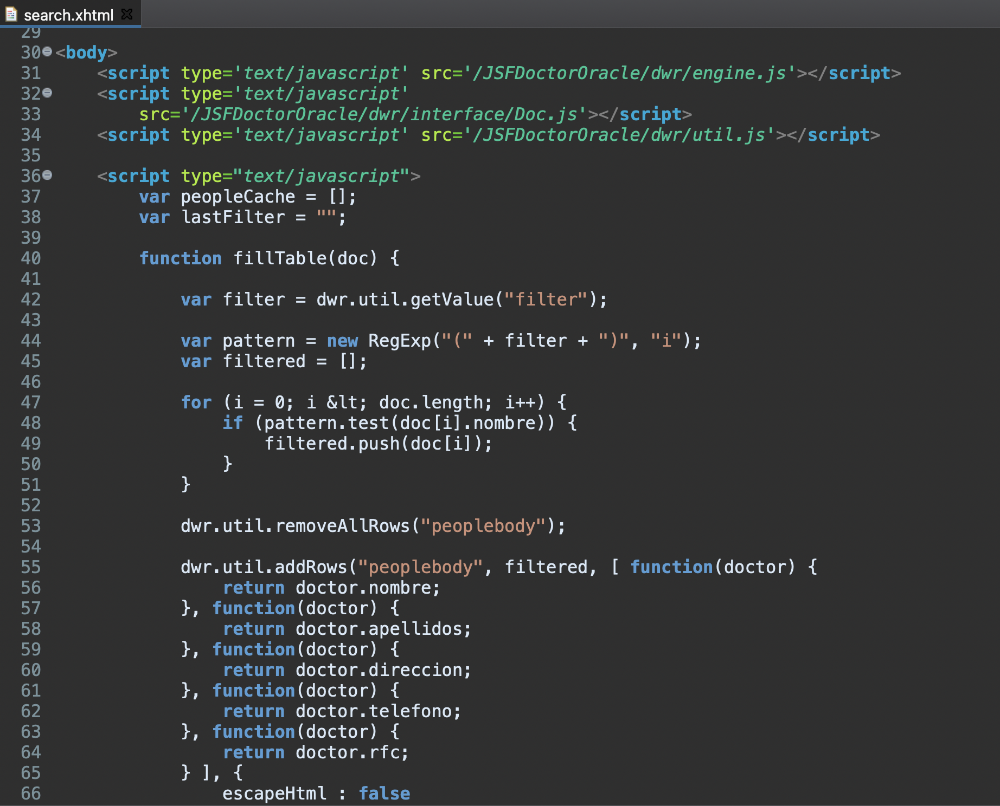 search.xhtml
29
30 <body>
31     <script type='text/javascript' src='/JSFDoctorOracle/dwr/engine.js'></script>
32     <script type='text/javascript'
33         src='/JSFDoctorOracle/dwr/interface/Doc.js'></script>
34     <script type='text/javascript' src='/JSFDoctorOracle/dwr/util.js'></script>
35
36     <script type="text/javascript">
37         var peopleCache = [];
38         var lastFilter = "";
39
40         function fillTable(doc) {
41
42             var filter = dwr.util.getValue("filter");
43
44             var pattern = new RegExp("(" + filter + ")", "i");
45             var filtered = [];
46
47             for (i = 0; i &lt; doc.length; i++) {
48                 if (pattern.test(doc[i].nombre)) {
49                     filtered.push(doc[i]);
50                 }
51             }
52
53             dwr.util.removeAllRows("peoplebody");
54
55             dwr.util.addRows("peoplebody", filtered, [ function(doctor) {
56                 return doctor.nombre;
57             }, function(doctor) {
58                 return doctor.apellidos;
59             }, function(doctor) {
60                 return doctor.direccion;
61             }, function(doctor) {
62                 return doctor.telefono;
63             }, function(doctor) {
64                 return doctor.rfc;
65             } ], {
66                 escapeHtml : false